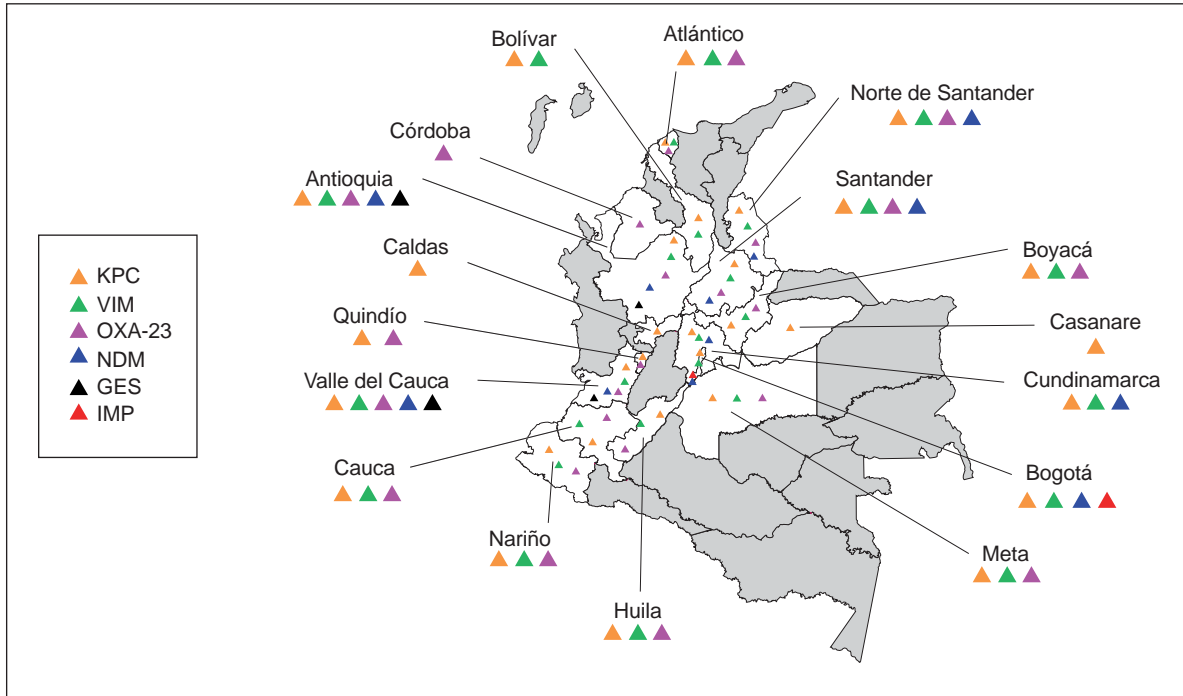 Bolívar
Atlántico
Norte de Santander
Córdoba
Antioquia
Santander
Caldas
Boyacá
Quindío
Casanare
Valle del Cauca
Cundinamarca
Cauca
Bogotá
Nariño
Meta
Huila
KPC
VIM
OXA-23
NDM
GES
IMP